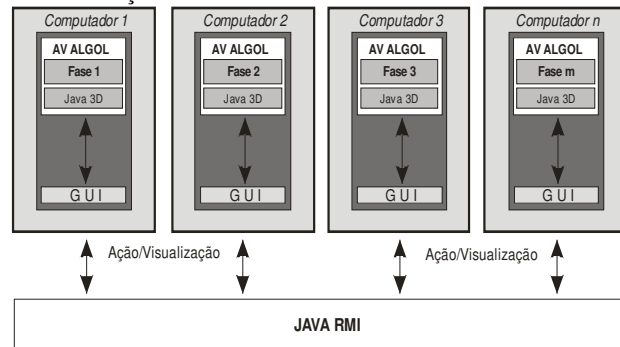 Computador 1
AV ALGOL
Fase 1
Java 3D
G U I
Computador 2
AV ALGOL
Fase 2
Java 3D
G U I
Computador 3
AV ALGOL
Fase 3
Java 3D
G U I
Computador n
AV ALGOL
Fase m
Java 3D
G U I
Ação/Visualização
Ação/Visualização
JAVA RMI